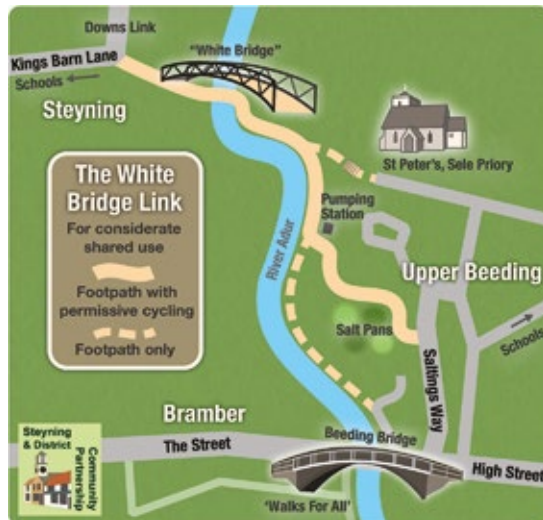 Downs Link
Kings Barn Lane
Schools
"White Bridge"
Steyning
St Peter's, Sele Priory
The White
Bridge Link
For considerate
shared use
Footpath with
permissive cycling
Footpath only
Pumping
Station
River Adur
Upper Beeding
Salt Pans
Saltings Way
Schools
Bramber
The Street
Beeding Bridge
High Street
'Walks For All'
Steyning
& District
Community
Partnership